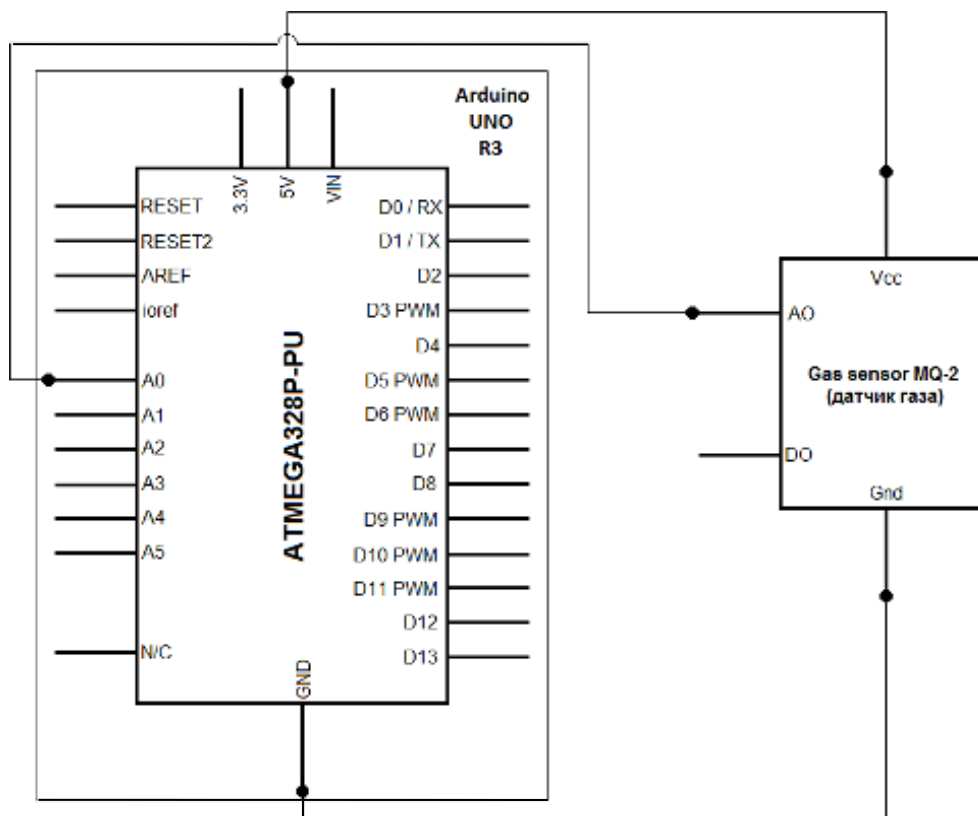 Arduino
UNO
R3
3.3V
5V
VIN
RESET
RESET2
AREF
ioref
A0
A1
A2
A3
A4
A5
N/C
ATMEGA328P-PU
D0 / RX
D1 / TX
D2
D3 PWM
D4
D5 PWM
D6 PWM
D7
D8
D9 PWM
D10 PWM
D11 PWM
D12
D13
GND
Vcc
AO
Gas sensor MQ-2
(датчик газа)
DO
Gnd